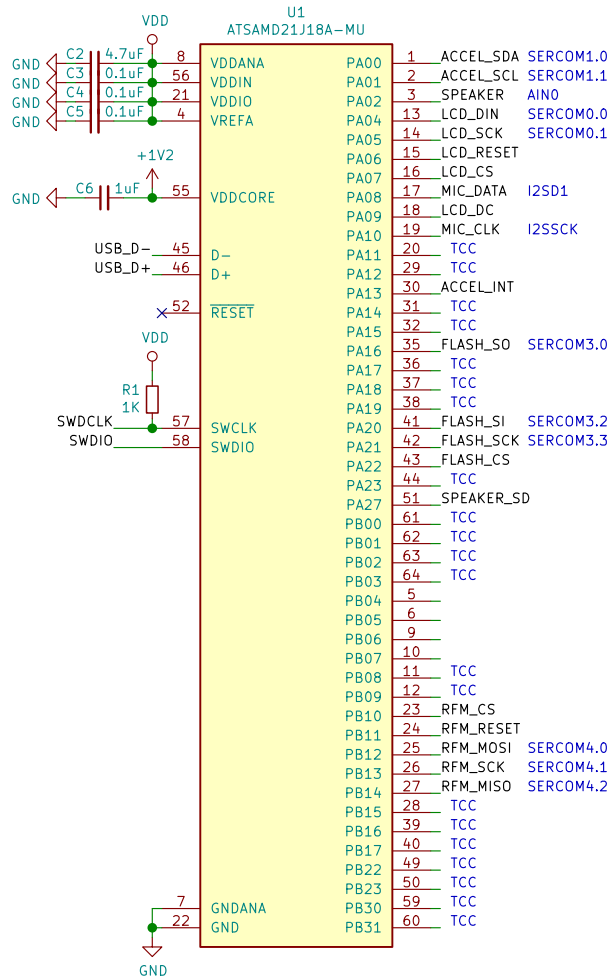 U1
ATSAMD21J18A-MU
VDD
GND C2 4.7uF 8 VDDANA
GND C3 0.1uF 56 VDDIN
GND C4 0.1uF 21 VDDIO
GND C5 0.1uF 4 VREFA
+1V2
GND C6 1uF 55 VDDCORE
USB_D- 45 D-
USB_D+ 46 D+
52 RESET
VDD
R1
1K
SWDCLK 57 SWCLK
SWDIO 58 SWDIO
7 GNDANA
22 GND
GND
PA00 1 ACCEL_SDA SERCOM1.0
PA01 2 ACCEL_SCL SERCOM1.1
PA02 3 SPEAKER AIN0
PA04 13 LCD_DIN SERCOM0.0
PA05 14 LCD_SCK SERCOM0.1
PA06 15 LCD_RESET
PA07 16 LCD_CS
PA08 17 MIC_DATA I2SD1
PA09 18 LCD_DC
PA10 19 MIC_CLK I2SSCK
PA11 20 TCC
PA12 29 TCC
PA13 30 ACCEL_INT
PA14 31 TCC
PA15 32 TCC
PA16 35 FLASH_SO SERCOM3.0
PA17 36 TCC
PA18 37 TCC
PA19 38 TCC
PA20 41 FLASH_SI SERCOM3.2
PA21 42 FLASH_SCK SERCOM3.3
PA22 43 FLASH_CS
PA23 44 TCC
PA27 51 SPEAKER_SD
PB00 61 TCC
PB01 62 TCC
PB02 63 TCC
PB03 64 TCC
PB04 5
PB05 6
PB06 9
PB07 10
PB08 11 TCC
PB09 12 TCC
PB10 23 RFM_CS
PB11 24 RFM_RESET
PB12 25 RFM_MOSI SERCOM4.0
PB13 26 RFM_SCK SERCOM4.1
PB14 27 RFM_MISO SERCOM4.2
PB15 28 TCC
PB16 39 TCC
PB17 40 TCC
PB22 49 TCC
PB23 50 TCC
PB30 59 TCC
PB31 60 TCC